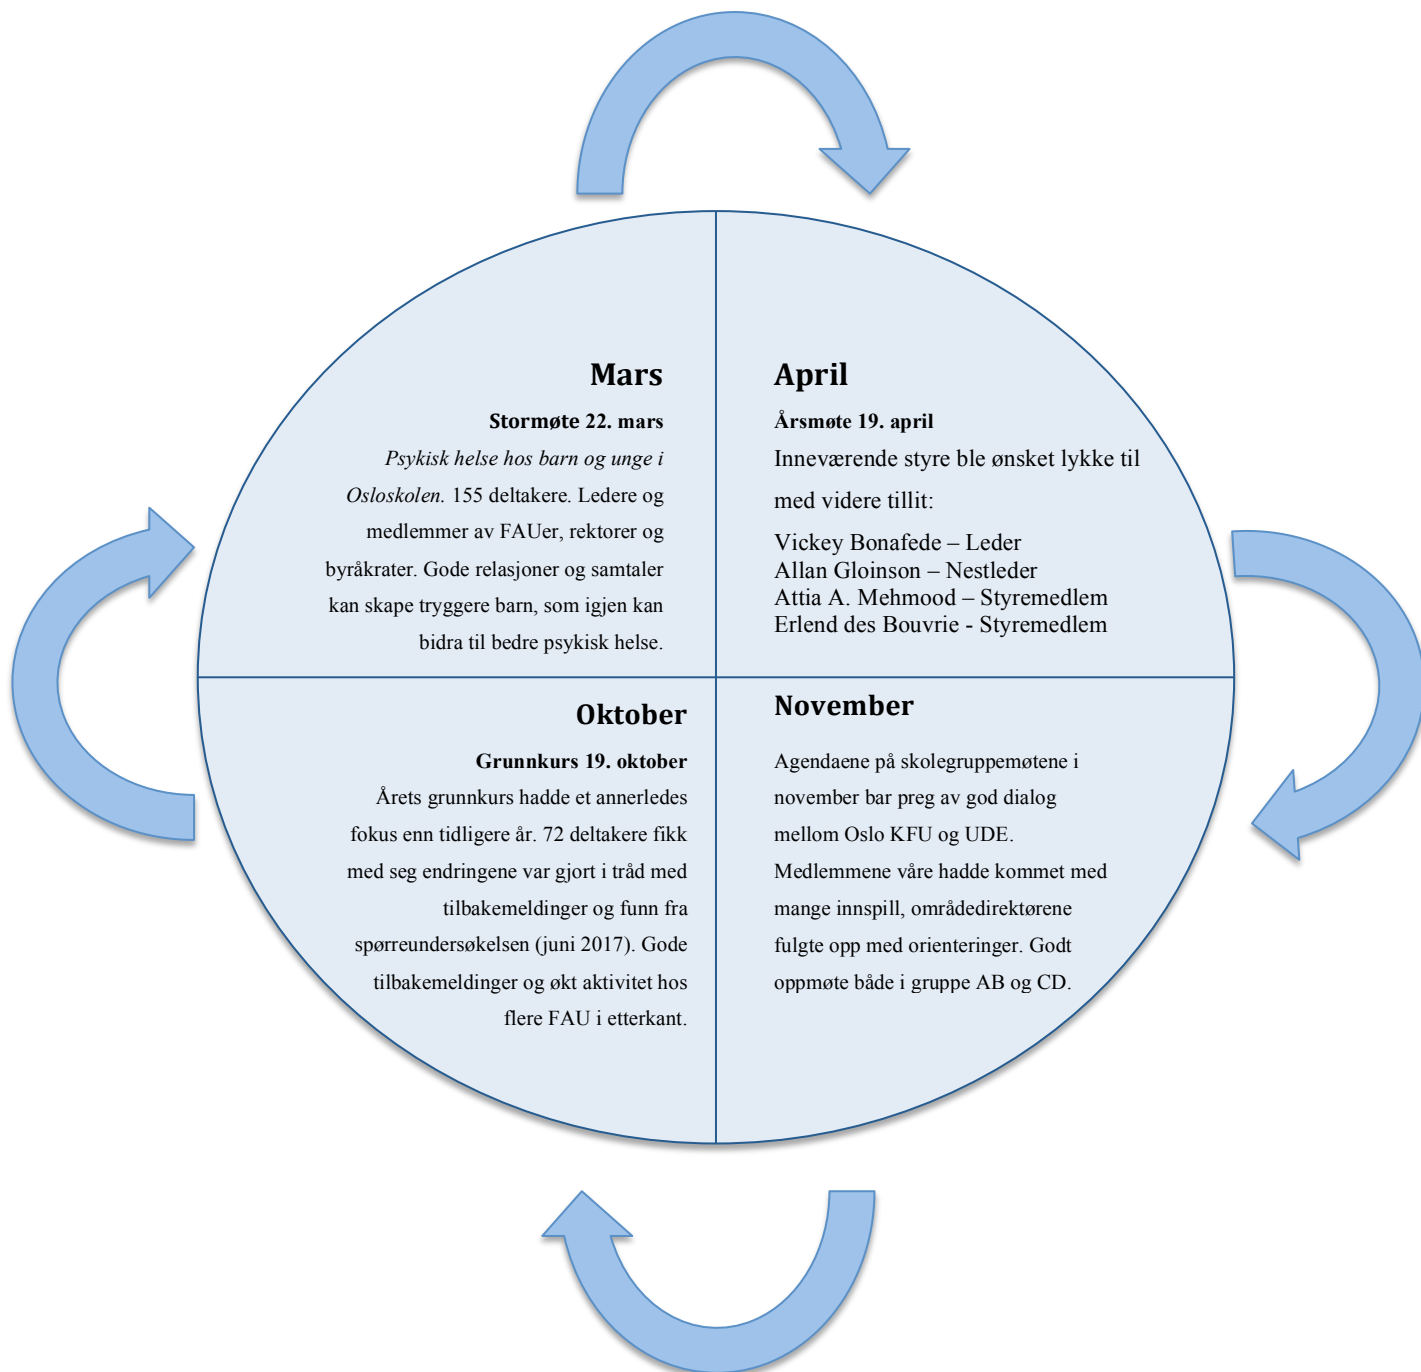 Mars
Stormøte 22. mars
Psykisk helse hos barn og unge i
Osloskolen. 155 deltakere. Ledere og
medlemmer av FAUer, rektorer og
byråkrater. Gode relasjoner og samtaler
kan skape tryggere barn, som igjen kan
bidra til bedre psykisk helse.
April
Årsmøte 19. april
Inneværende styre ble ønsket lykke til
med videre tillit:
Vickey Bonafede – Leder
Allan Gloinson – Nestleder
Attia A. Mehmood – Styremedlem
Erlend des Bouvrie - Styremedlem
Oktober
Grunnkurs 19. oktober
Årets grunnkurs hadde et annerledes
fokus enn tidligere år. 72 deltakere fikk
med seg endringene var gjort i tråd med
tilbakemeldinger og funn fra
spørreundersøkelsen (juni 2017). Gode
tilbakemeldinger og økt aktivitet hos
flere FAU i etterkant.
November
Agendaene på skolegruppemøtene i
november bar preg av god dialog
mellom Oslo KFU og UDE.
Medlemmene våre hadde kommet med
mange innspill, områdedirektørene
fulgte opp med orienteringer. Godt
oppmøte både i gruppe AB og CD.